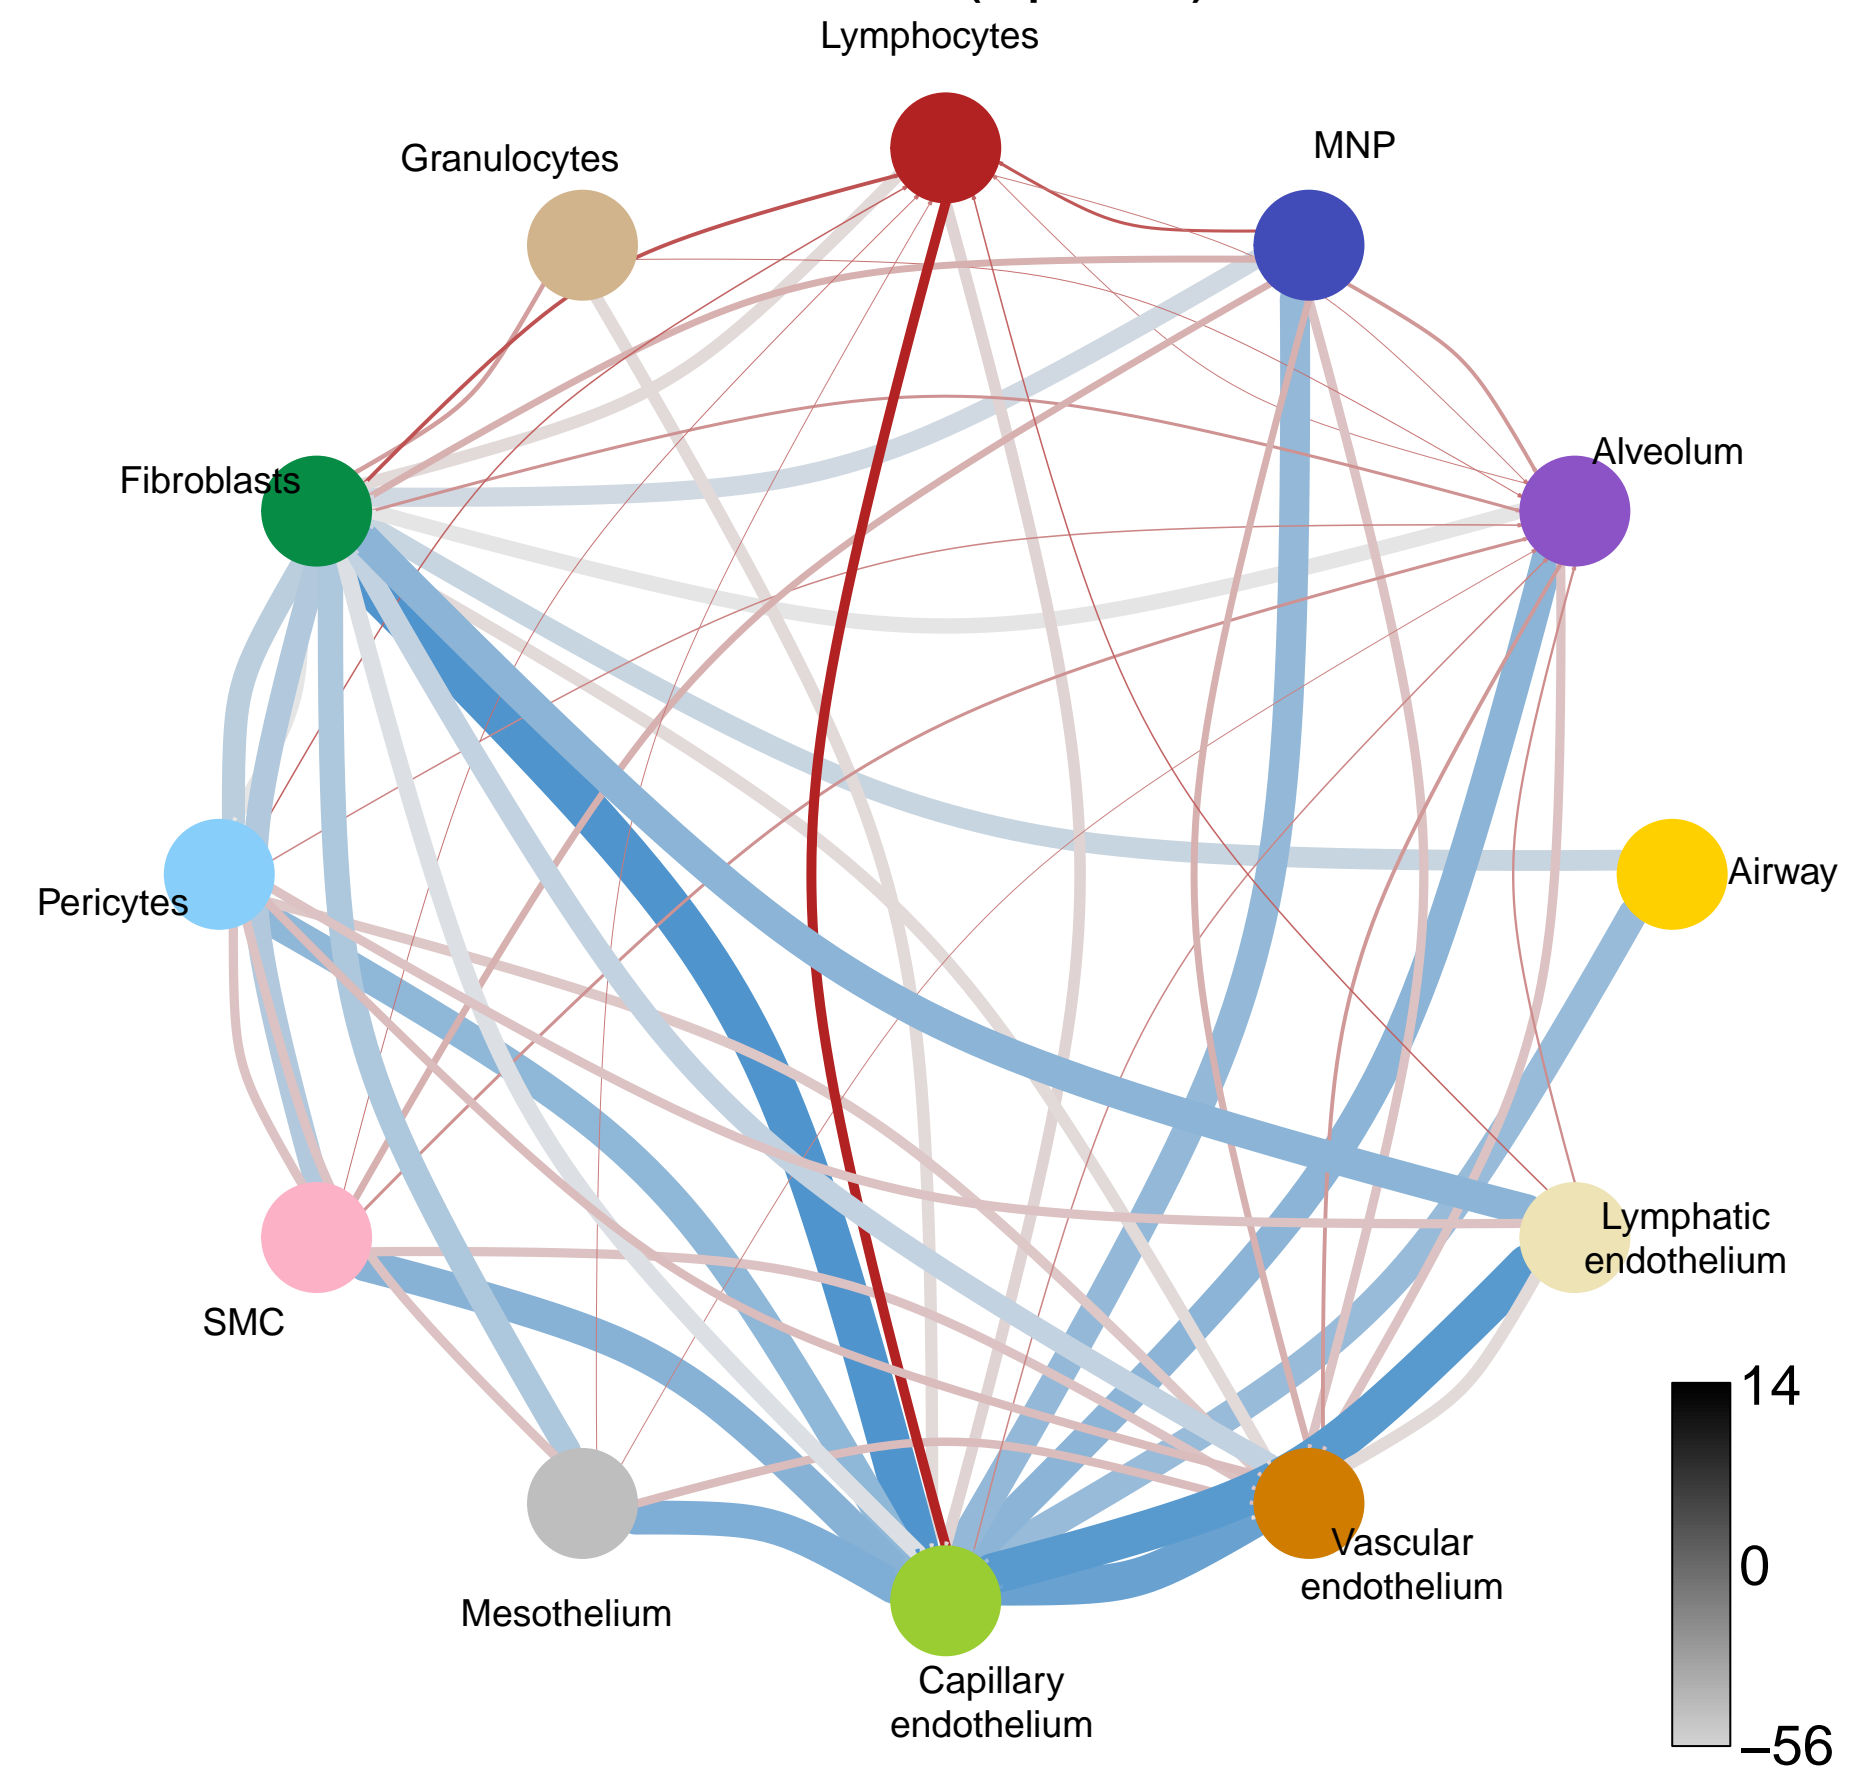 Lymphocytes
MNP
Granulocytes
Alveolum
Fibroblasts
Airway
Pericytes
Lymphatic
endothelium
SMC
14
0
−56
Vascular
endothelium
Mesothelium
Capillary
endothelium